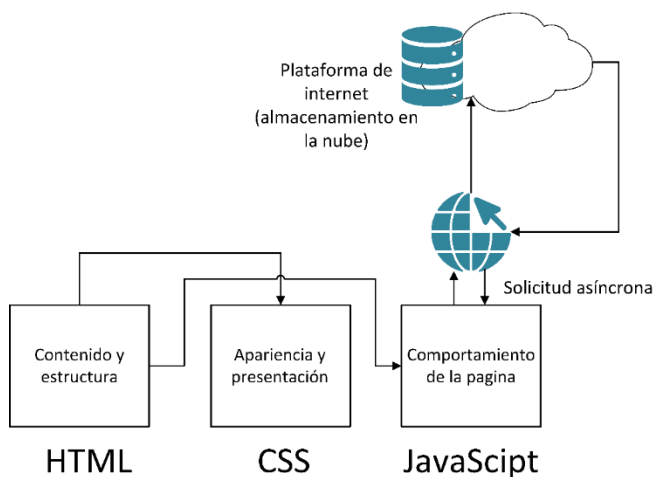 Plataforma de
internet
(almacenamiento en
la nube)
Solicitud asíncrona
Contenido y
estructura
Apariencia y
presentación
Comportamiento
de la pagina
HTML
CSS
JavaScipt